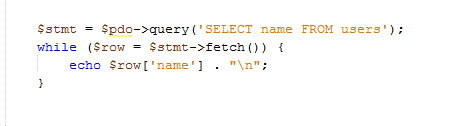 $stmt = $pdo->query('SELECT name FROM users');
while ($row = $stmt->fetch()) {
    echo $row['name'] . "\n";
}